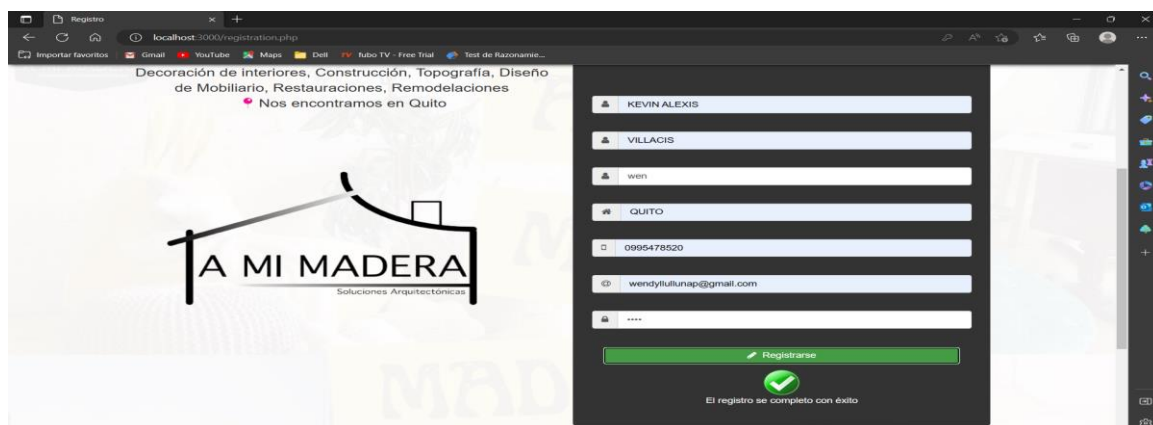 Registro
localhost:3000/registration.php
Importar favoritos Gmail YouTube Maps Dell fubo TV - Free Trial Test de Razonamie...
Decoración de interiores, Construcción, Topografía, Diseño
de Mobiliario, Restauraciones, Remodelaciones
Nos encontramos en Quito
A MI MADERA
Soluciones Arquitectónicas
KEVIN ALEXIS
VILLACIS
wen
QUITO
0995478520
wendyllullunap@gmail.com
Registrarse
El registro se completo con éxito